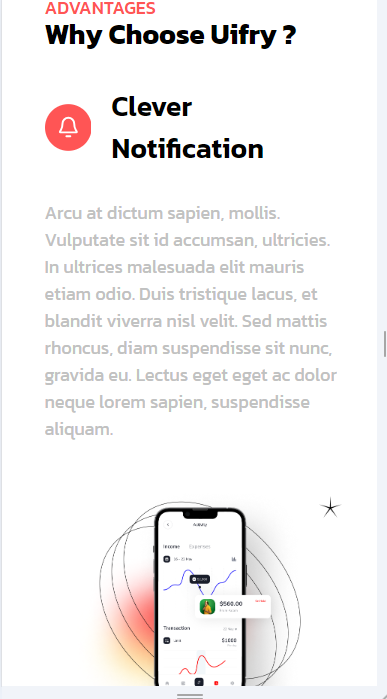 ADVANTAGES
Why Choose Uifry ?
Clever
Notification
Arcu at dictum sapien, mollis.
Vulputate sit id accumsan, ultricies.
In ultrices malesuada elit mauris
etiam odio. Duis tristique lacus, et
blandit viverra nisl velit. Sed mattis
rhoncus, diam suspendisse sit nunc,
gravida eu. Lectus eget eget ac dolor
neque lorem sapien, suspendisse
aliquam.
Activity
Income Expenses
$560.00
Transaction
$1000